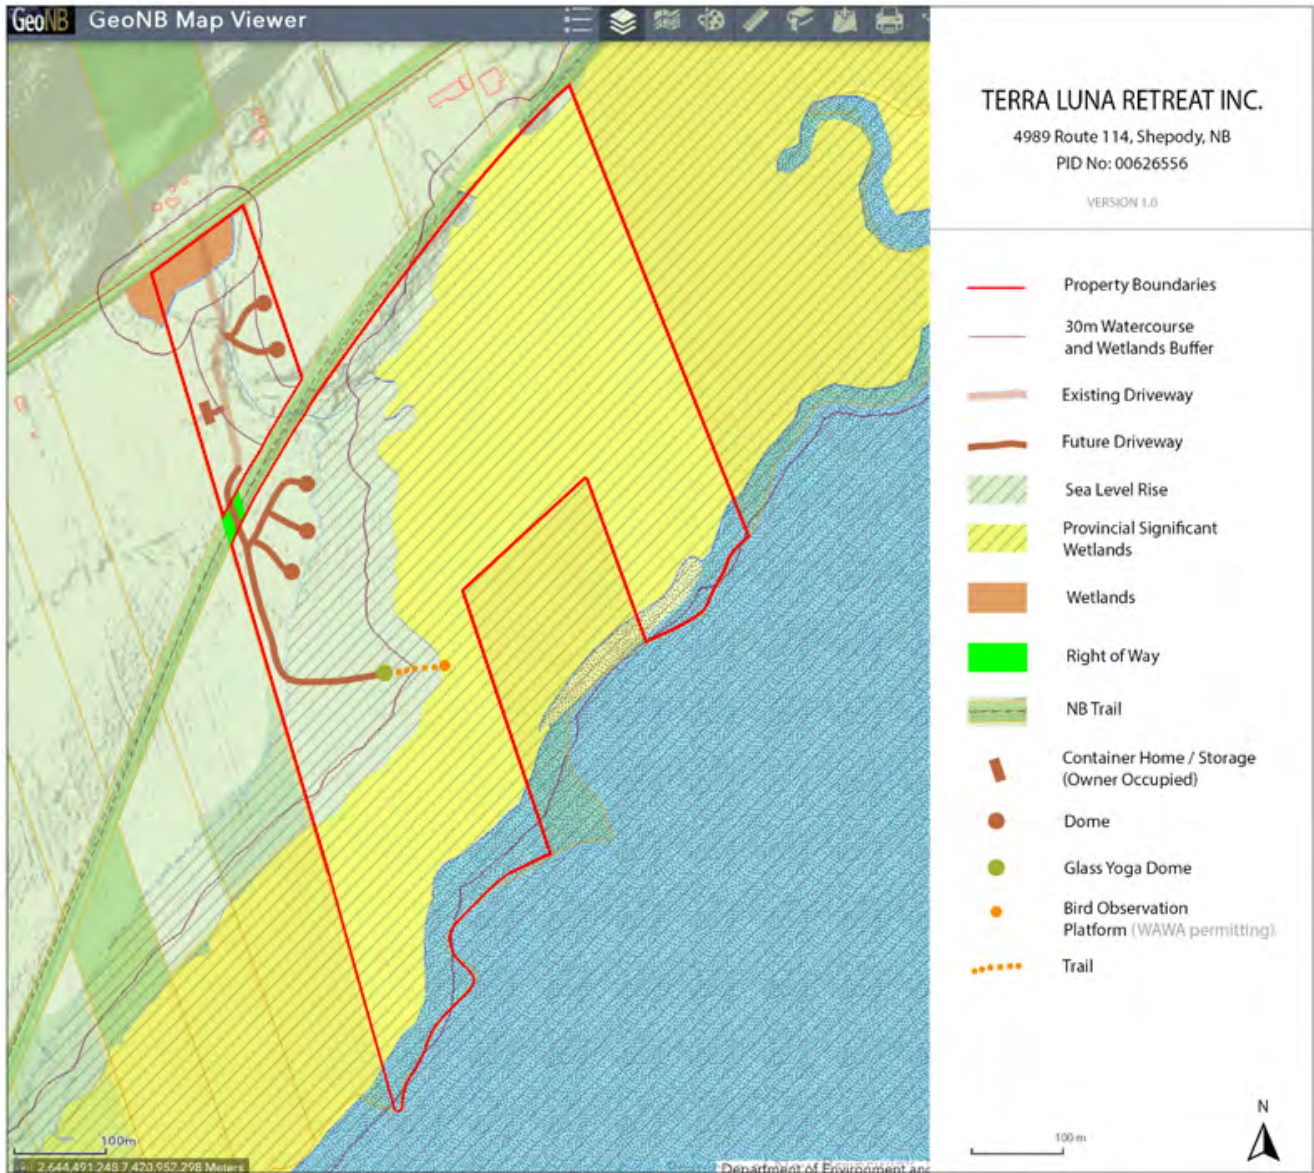 GeoNB GeoNB Map Viewer
TERRA LUNA RETREAT INC.
4989 Route 114, Shepody, NB
PID No: 00626556
VERSION 1.0
Property Boundaries
30m Watercourse
and Wetlands Buffer
Existing Driveway
Future Driveway
Sea Level Rise
Provincial Significant
Wetlands
Wetlands
Right of Way
NB Trail
Container Home / Storage
(Owner Occupied)
Dome
Glass Yoga Dome
Bird Observation
Platform (WAWA permitting)
Trail
N
100 m
100m
2,644,491.248 7,420,957.298 Meters
Department of Environment and